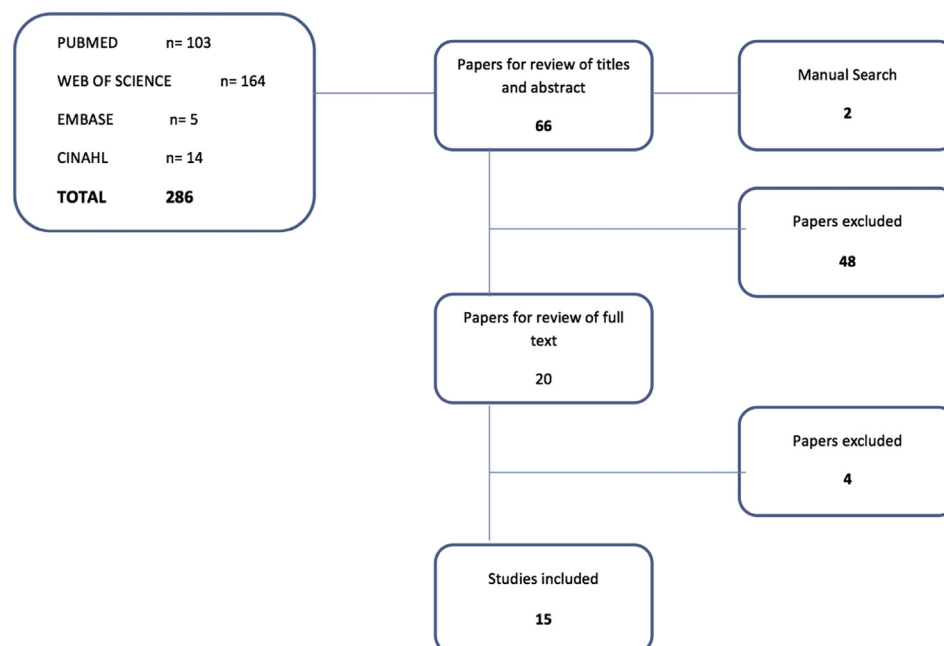 PUBMED n= 103
WEB OF SCIENCE n= 164
EMBASE n= 5
CINAHL n= 14
TOTAL 286
Papers for review of titles
and abstract
66
Manual Search
2
Papers excluded
48
Papers for review of full
text
20
Papers excluded
4
Studies included
15